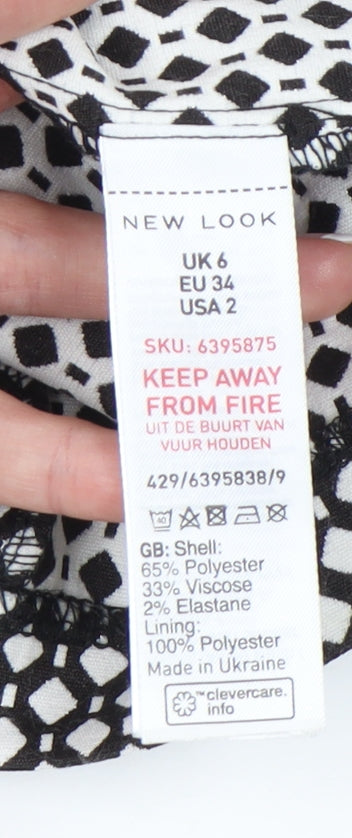 NEW LOOK
UK 6
EU 34
USA 2
SKU: 6395875
KEEP AWAY
FROM FIRE
UIT DE BUURT VAN
VUUR HOUDEN
429/6395838/9
40
GB: Shell:
65% Polyester
33% Viscose
2% Elastane
Lining:
100% Polyester
Made in Ukraine
™clevercare.
info